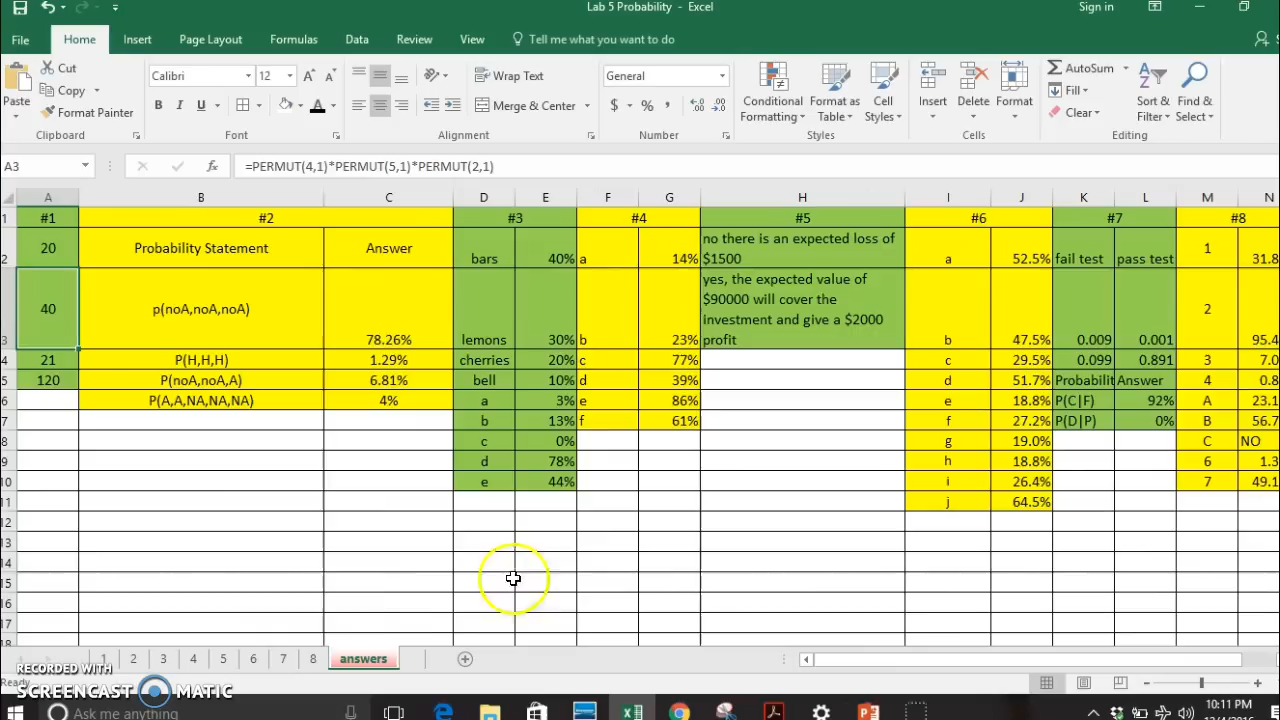 Lab 5 Probability - Excel
Sign in
File Home Insert Page Layout Formulas Data Review View Tell me what you want to do
Paste
Cut
Copy
Format Painter
Clipboard
Calibri 12
B I U
Font
Wrap Text
Merge & Center
Alignment
General
$ % ,
Number
Conditional Formatting
Format as Table
Cell Styles
Styles
Insert
Delete
Format
Cells
AutoSum
Fill
Clear
Sort & Filter
Find & Select
Editing
A3 fx =PERMUT(4,1)*PERMUT(5,1)*PERMUT(2,1)
A B C D E F G H I J K L M N
1 #1 #2 #3 #4 #5 #6 #7 #8
2 20 Probability Statement Answer bars 40% a 14% no there is an expected loss of $1500 a 52.5% fail test pass test 1 31.8
3 40 p(noA,noA,noA) 78.26% lemons 30% b 23% yes, the expected value of $90000 will cover the investment and give a $2000 profit b 47.5% 0.009 0.001 2 95.4
4 21 P(H,H,H) 1.29% cherries 20% c 77% c 29.5% 0.099 0.891 3 7.0
5 120 P(noA,noA,A) 6.81% bell 10% d 39% d 51.7% Probabilit Answer 4 0.8
6 P(A,A,NA,NA,NA) 4% a 3% e 86% e 18.8% P(C|F) 92% A 23.1
7 b 13% f 61% f 27.2% P(D|P) 0% B 56.7
8 c 0% g 19.0% C NO
9 d 78% h 18.8% 6 1.3
10 e 44% i 26.4% 7 49.1
11 j 64.5%
12
13
14
15
16
17
18
1 2 3 4 5 6 7 8 answers
RECORDED WITH
SCREENCAST MATIC
Ready
Ask me anything
10:11 PM